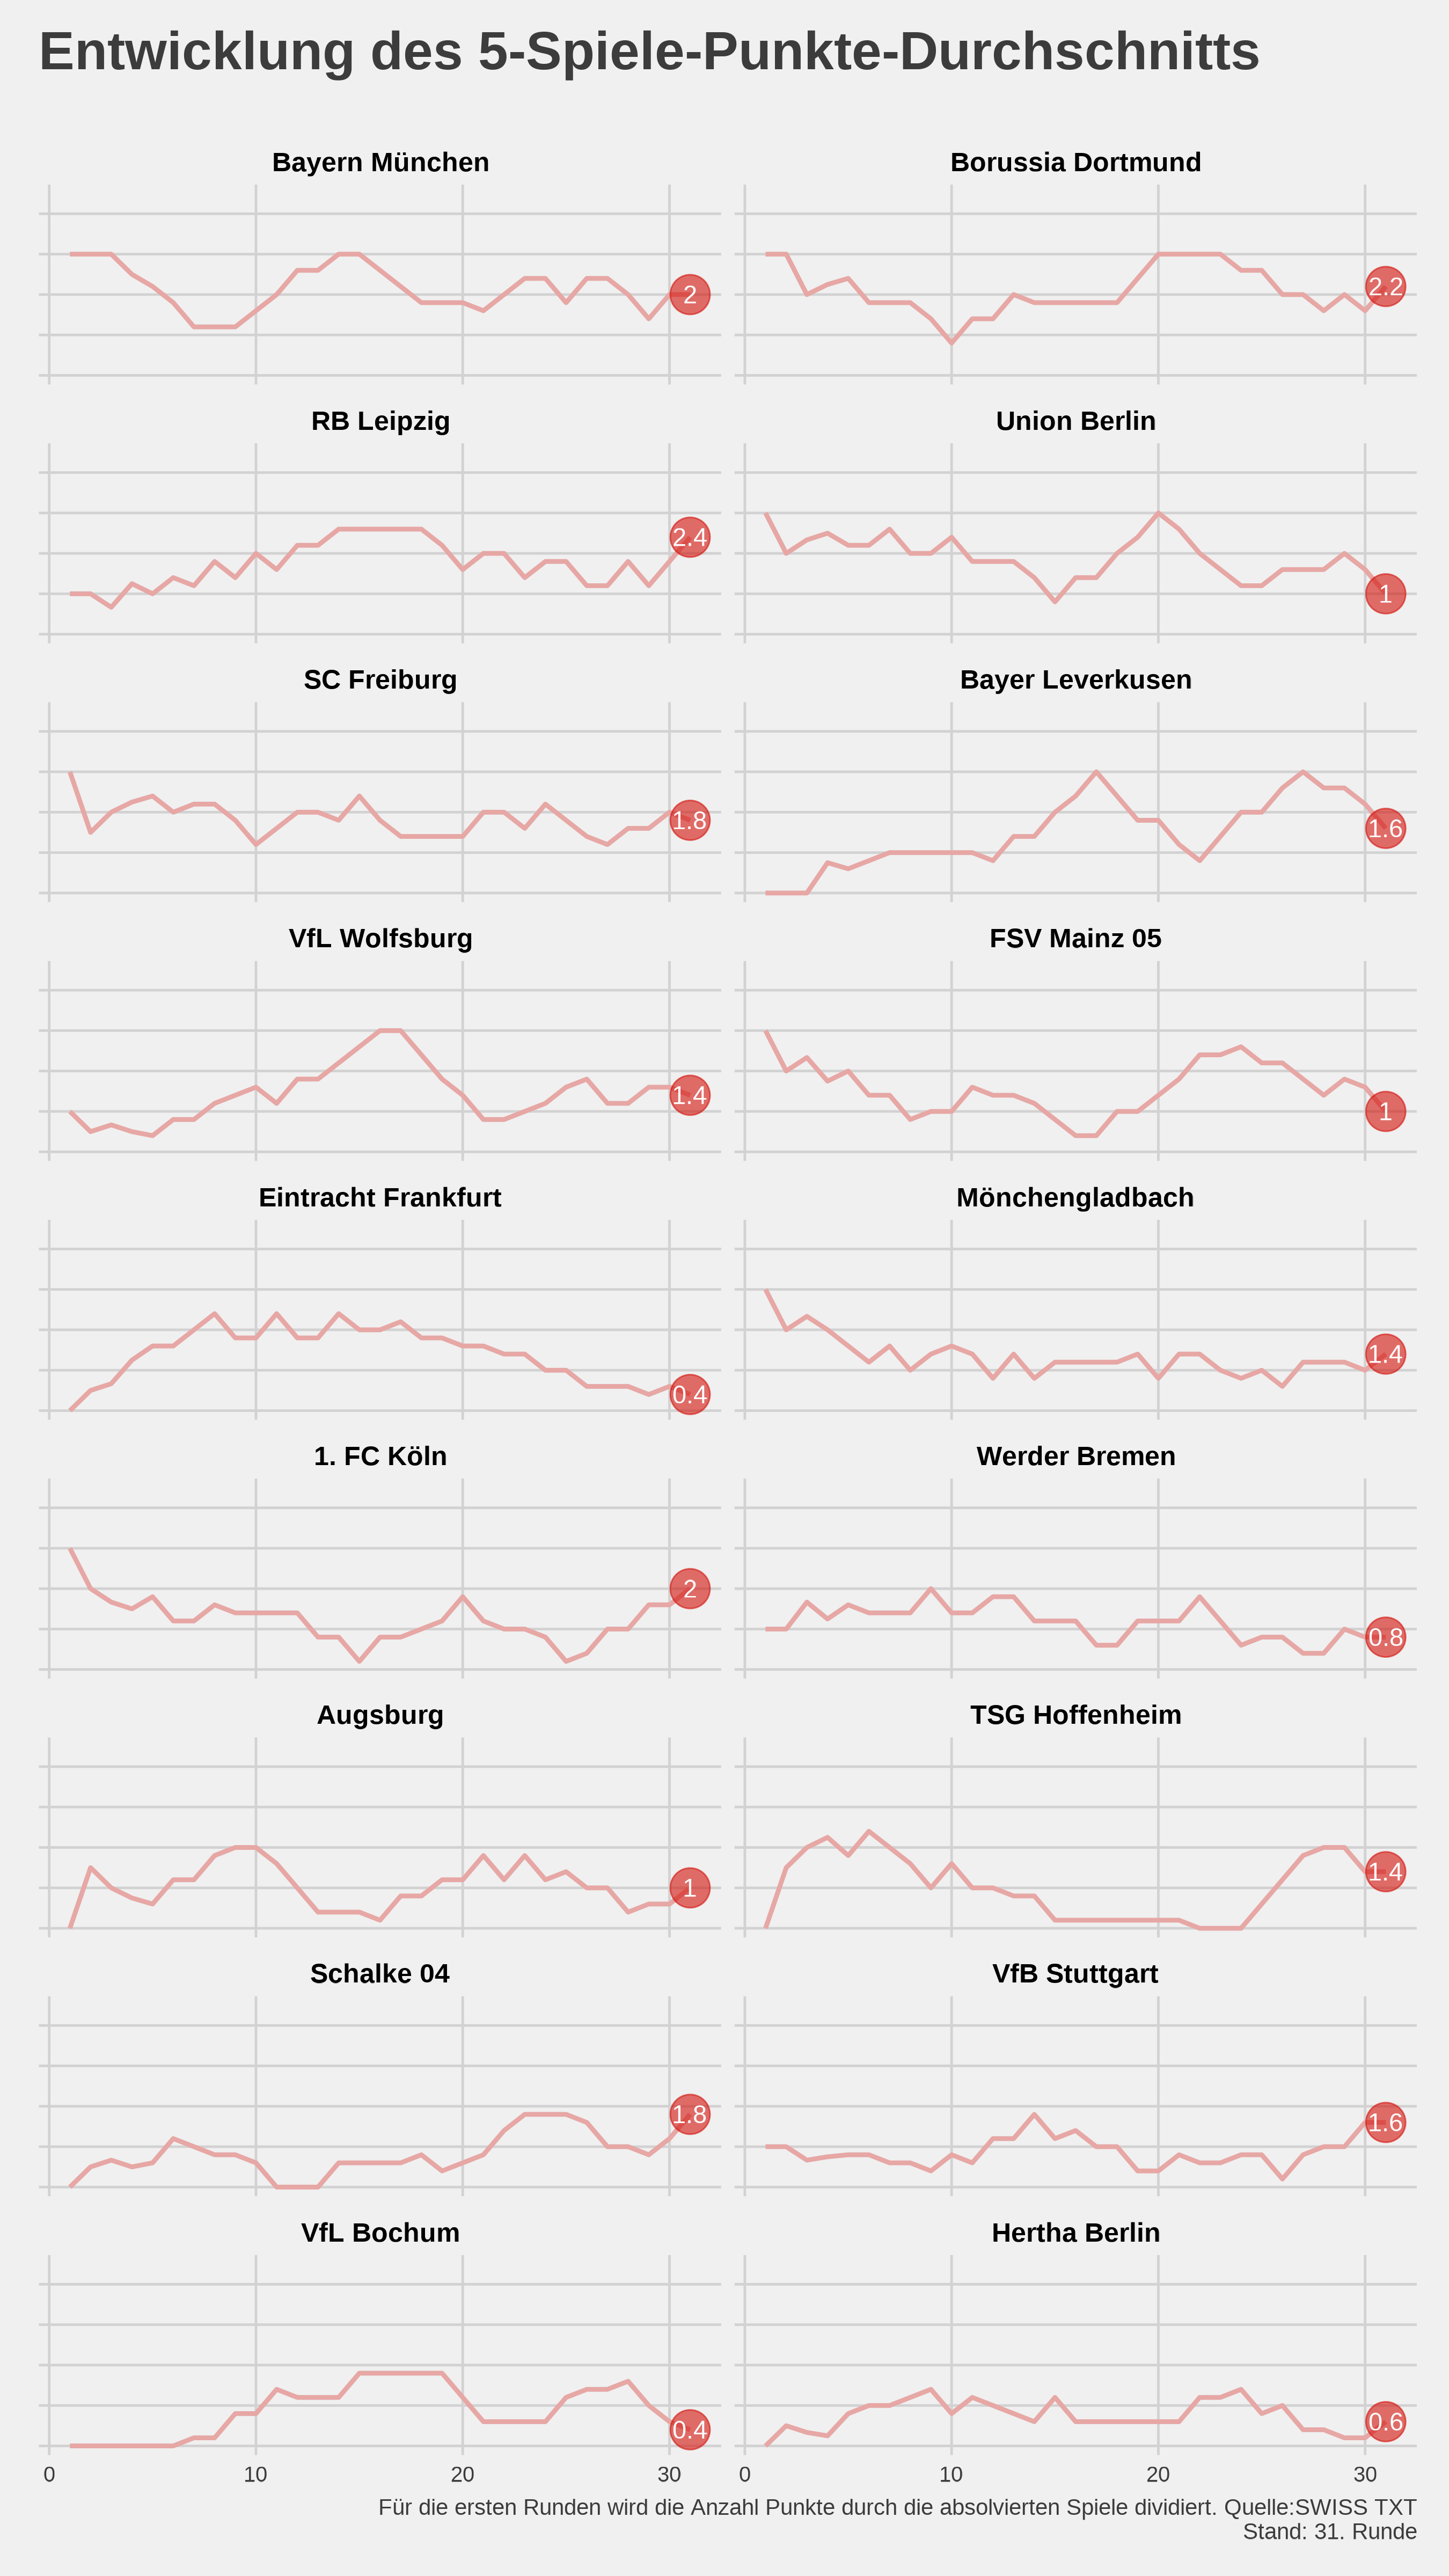 Entwicklung des 5-Spiele-Punkte-Durchschnitts
Bayern München
Borussia Dortmund
2
2.2
RB Leipzig
Union Berlin
2.4
1
SC Freiburg
Bayer Leverkusen
1.8
1.6
VfL Wolfsburg
FSV Mainz 05
1.4
1
Eintracht Frankfurt
Mönchengladbach
0.4
1.4
1. FC Köln
Werder Bremen
2
0.8
Augsburg
TSG Hoffenheim
1
1.4
Schalke 04
VfB Stuttgart
1.8
1.6
VfL Bochum
Hertha Berlin
0.4
0.6
0 10 20 30 0 10 20 30
Für die ersten Runden wird die Anzahl Punkte durch die absolvierten Spiele dividiert. Quelle:SWISS TXT
Stand: 31. Runde